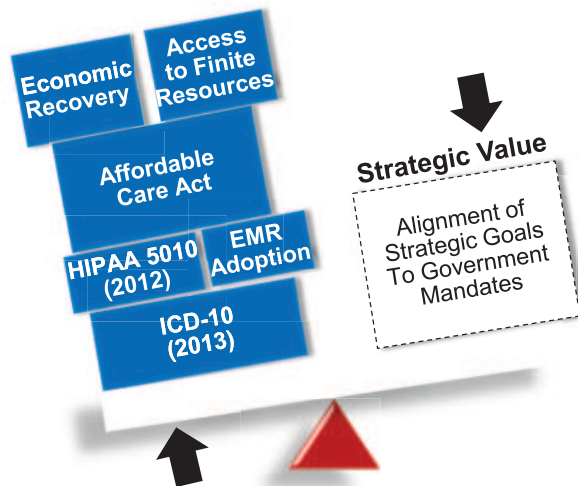 Economic
Recovery
Access
to Finite
Resources
Affordable
Care Act
HIPAA 5010
(2012)
EMR
Adoption
ICD-10
(2013)
Strategic Value
Alignment of
Strategic Goals
To Government
Mandates